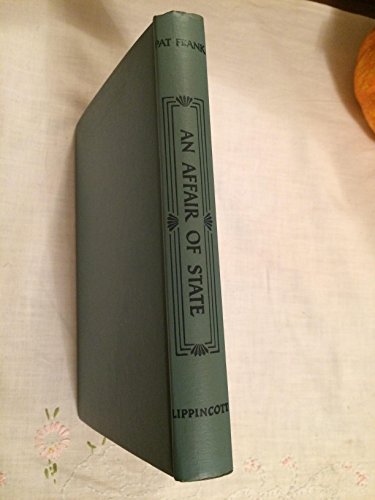 PAT FRANK
AN AFFAIR OF STATE
LIPPINCOTT